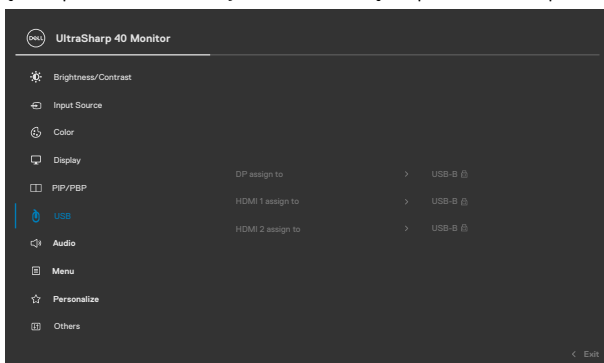 DELL UltraSharp 40 Monitor
Brightness/Contrast
Input Source
Color
Display
DP assign to > USB-B
PIP/PBP
HDMI 1 assign to > USB-B
USB
HDMI 2 assign to > USB-B
Audio
Menu
Personalize
Others
< Exit